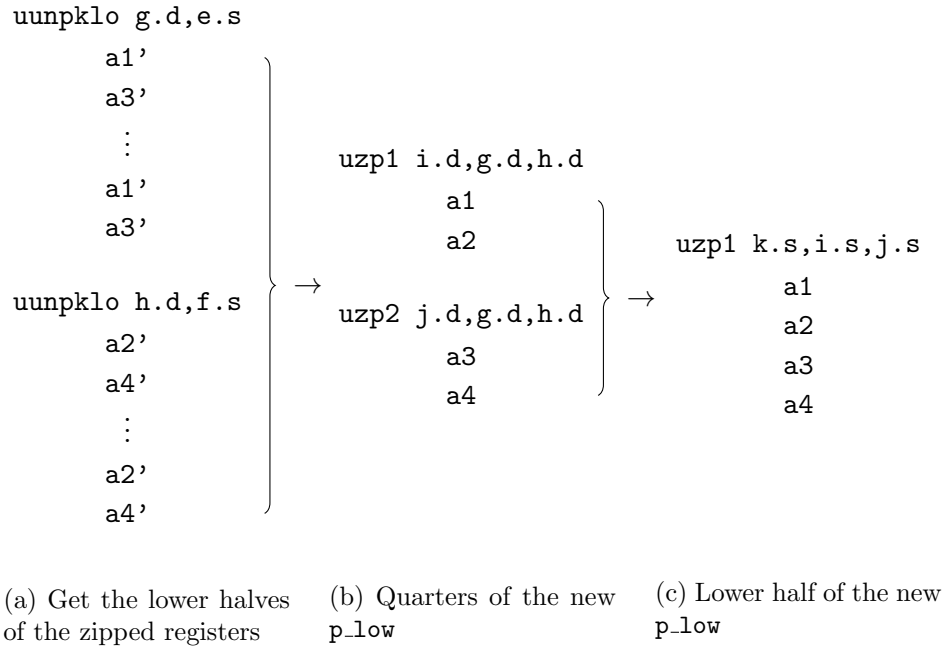 uunpklo g.d,e.s
a1’
a3’
⋮
a1’
a3’
uunpklo h.d,f.s
a2’
a4’
⋮
a2’
a4’
→
uzp1 i.d,g.d,h.d
a1
a2
uzp2 j.d,g.d,h.d
a3
a4
→
uzp1 k.s,i.s,j.s
a1
a2
a3
a4
(a) Get the lower halves
of the zipped registers
(b) Quarters of the new
p_low
(c) Lower half of the new
p_low